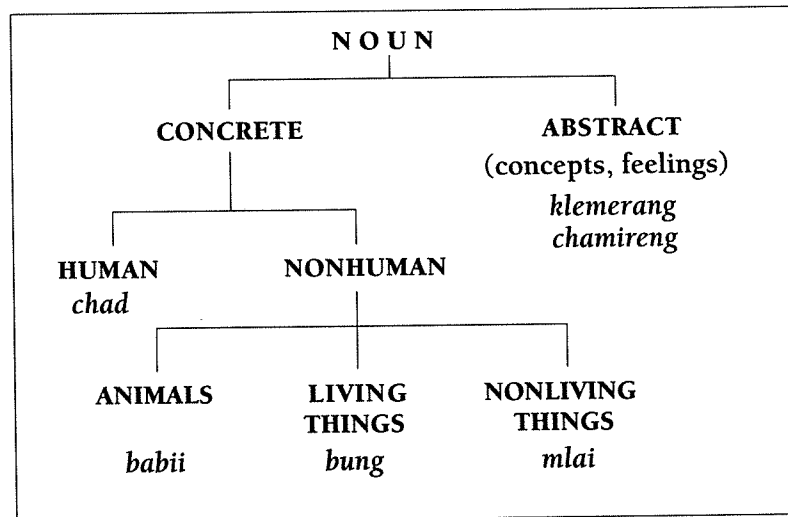 NOUN
CONCRETE
ABSTRACT
(concepts, feelings)
klemerang
chamireng
HUMAN
chad
NONHUMAN
ANIMALS
babii
LIVING
THINGS
bung
NONLIVING
THINGS
mlai